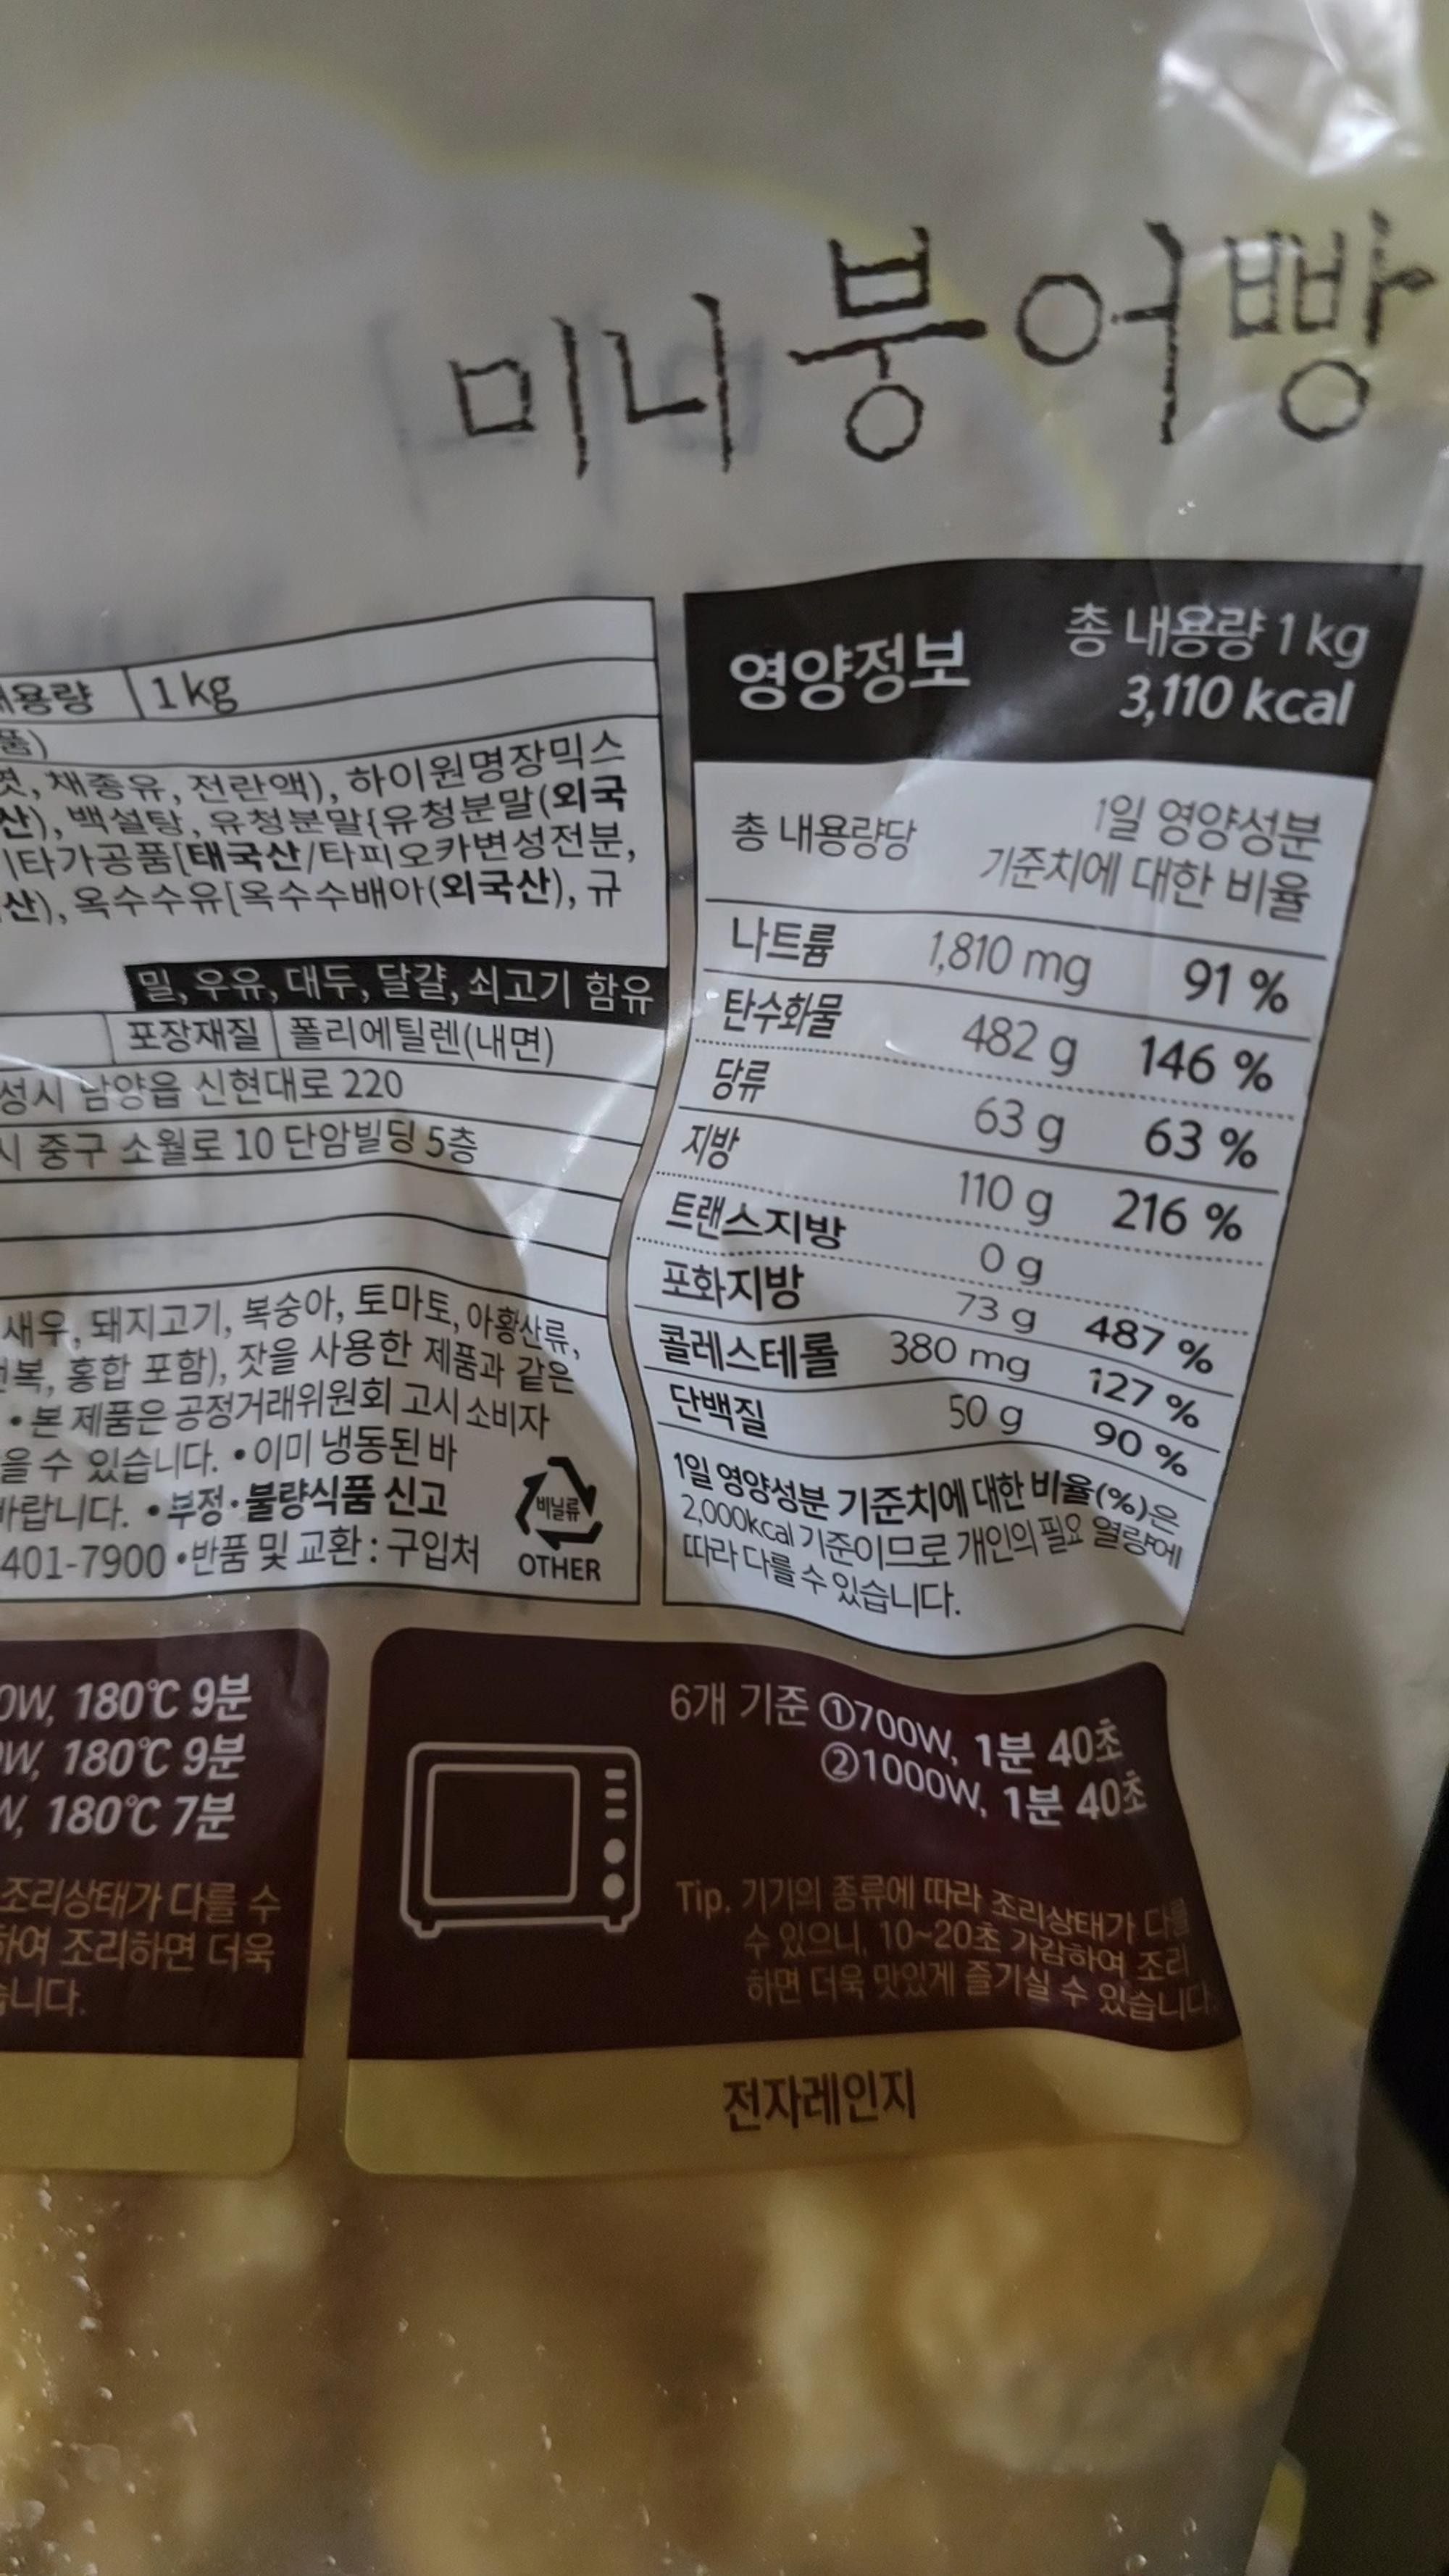 미니붕어빵
용량 1 kg
품)
엿, 채종유, 전란액), 하이원명장믹스
산), 백설탕, 유청분말{유청분말(외국
기타가공품[태국산/타피오카변성전분,
산), 옥수수유[옥수수배아(외국산), 규
밀, 우유, 대두, 달걀, 쇠고기 함유
포장재질 폴리에틸렌(내면)
성시 남양읍 신현대로 220
시 중구 소월로 10 단암빌딩 5층
새우, 돼지고기, 복숭아, 토마토, 아황산류,
복, 홍합 포함), 잣을 사용한 제품과 같은
• 본 제품은 공정거래위원회 고시 소비자
을 수 있습니다. • 이미 냉동된 바
바랍니다. • 부정·불량식품 신고
401-7900 • 반품 및 교환 : 구입처
비닐류
OTHER
영양정보
총 내용량 1 kg
3,110 kcal
총 내용량당
1일 영양성분
기준치에 대한 비율
나트륨 1,810 mg 91 %
탄수화물 482 g 146 %
당류 63 g 63 %
지방 110 g 216 %
트랜스지방 0 g
포화지방 73 g 487 %
콜레스테롤 380 mg 127 %
단백질 50 g 90 %
1일 영양성분 기준치에 대한 비율(%)은
2,000kcal 기준이므로 개인의 필요 열량에
따라 다를 수 있습니다.
0W, 180℃ 9분
W, 180℃ 9분
W, 180℃ 7분
조리상태가 다를 수
하여 조리하면 더욱
습니다.
6개 기준 ①700W, 1분 40초
②1000W, 1분 40초
Tip. 기기의 종류에 따라 조리상태가 다를
수 있으니, 10~20초 가감하여 조리
하면 더욱 맛있게 즐기실 수 있습니다.
전자레인지